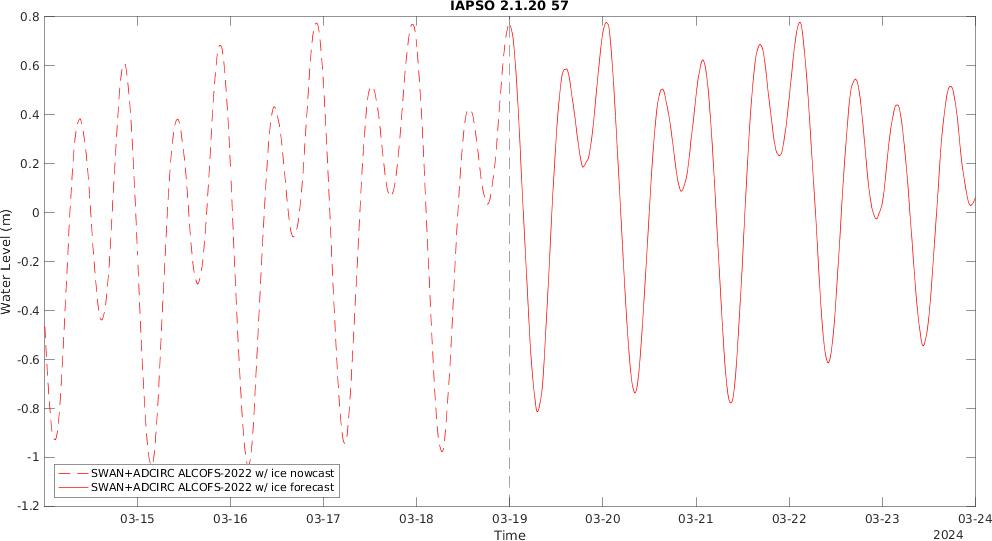 IAPSO 2.1.20 57
0.8
0.6
0.4
0.2
0
-0.2
-0.4
-0.6
-0.8
-1
-1.2
Water Level (m)
SWAN+ADCIRC ALCOFS-2022 w/ ice nowcast
SWAN+ADCIRC ALCOFS-2022 w/ ice forecast
03-15 03-16 03-17 03-18 03-19 03-20 03-21 03-22 03-23 03-24
Time
2024